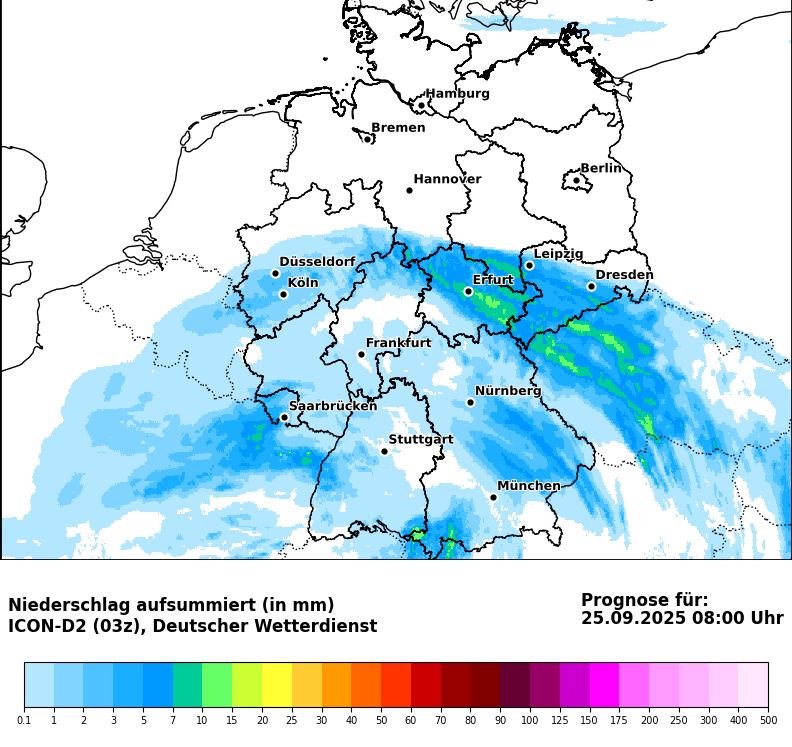 Hamburg
Bremen
Berlin
Hannover
Leipzig
Düsseldorf
Dresden
Erfurt
Köln
Frankfurt
Nürnberg
Saarbrücken
Stuttgart
München
Niederschlag aufsummiert (in mm)
ICON-D2 (03z), Deutscher Wetterdienst
Prognose für:
25.09.2025 08:00 Uhr
0.1 1 2 3 5 7 10 15 20 25 30 40 50 60 70 80 90 100 125 150 175 200 250 300 400 500